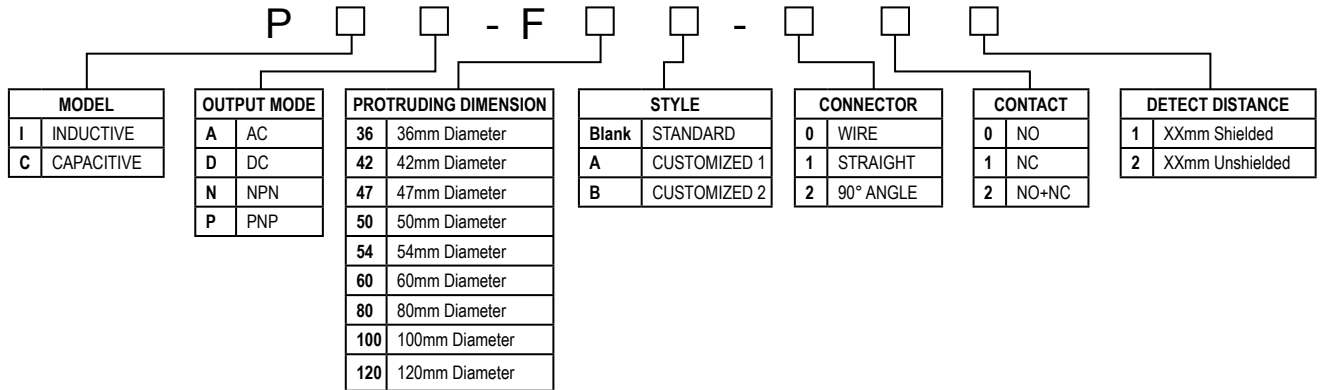 P - F -
MODEL
I INDUCTIVE
C CAPACITIVE
OUTPUT MODE
A AC
D DC
N NPN
P PNP
PROTRUDING DIMENSION
36 36mm Diameter
42 42mm Diameter
47 47mm Diameter
50 50mm Diameter
54 54mm Diameter
60 60mm Diameter
80 80mm Diameter
100 100mm Diameter
120 120mm Diameter
STYLE
Blank STANDARD
A CUSTOMIZED 1
B CUSTOMIZED 2
CONNECTOR
0 WIRE
1 STRAIGHT
2 90° ANGLE
CONTACT
0 NO
1 NC
2 NO+NC
DETECT DISTANCE
1 XXmm Shielded
2 XXmm Unshielded